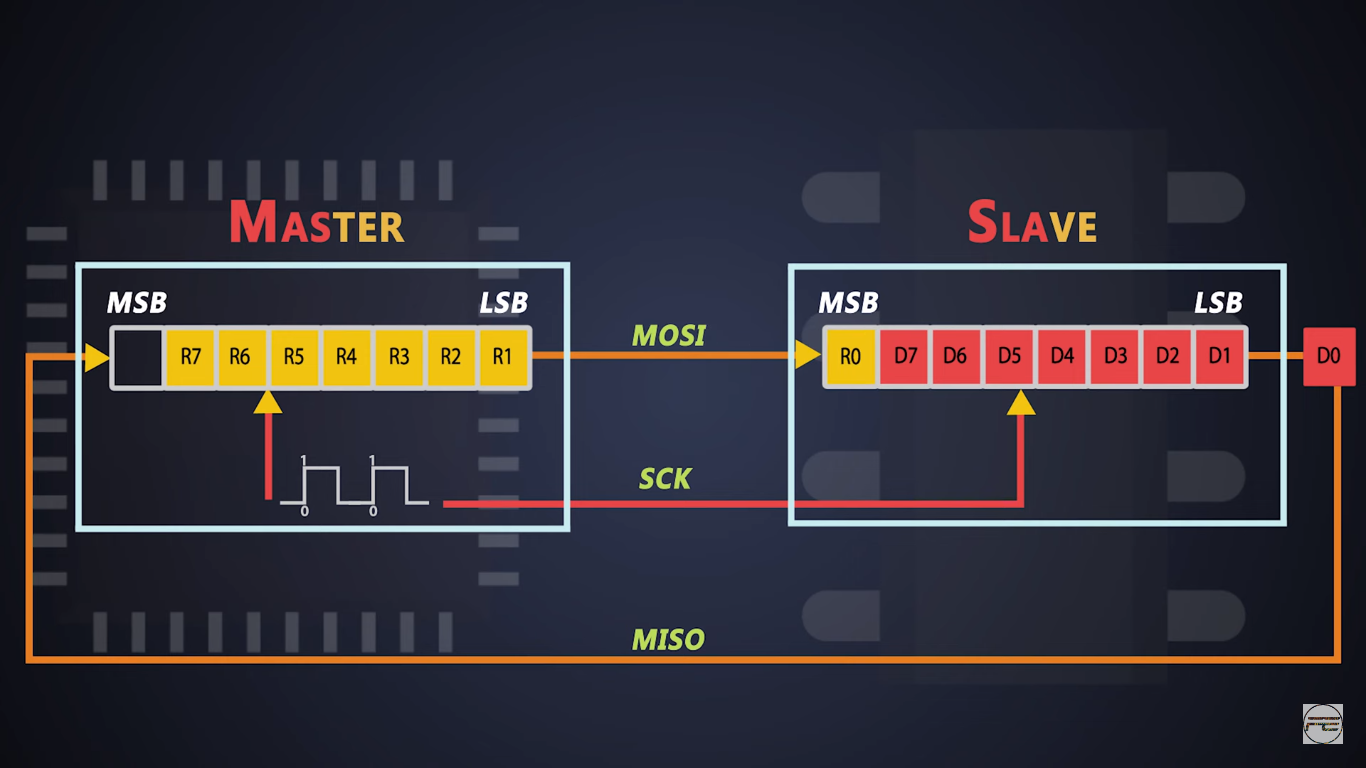 MASTER
SLAVE
MSB LSB
MOSI
MSB LSB
R7 R6 R5 R4 R3 R2 R1
R0 D7 D6 D5 D4 D3 D2 D1
D0
1 1
0 0
SCK
MISO